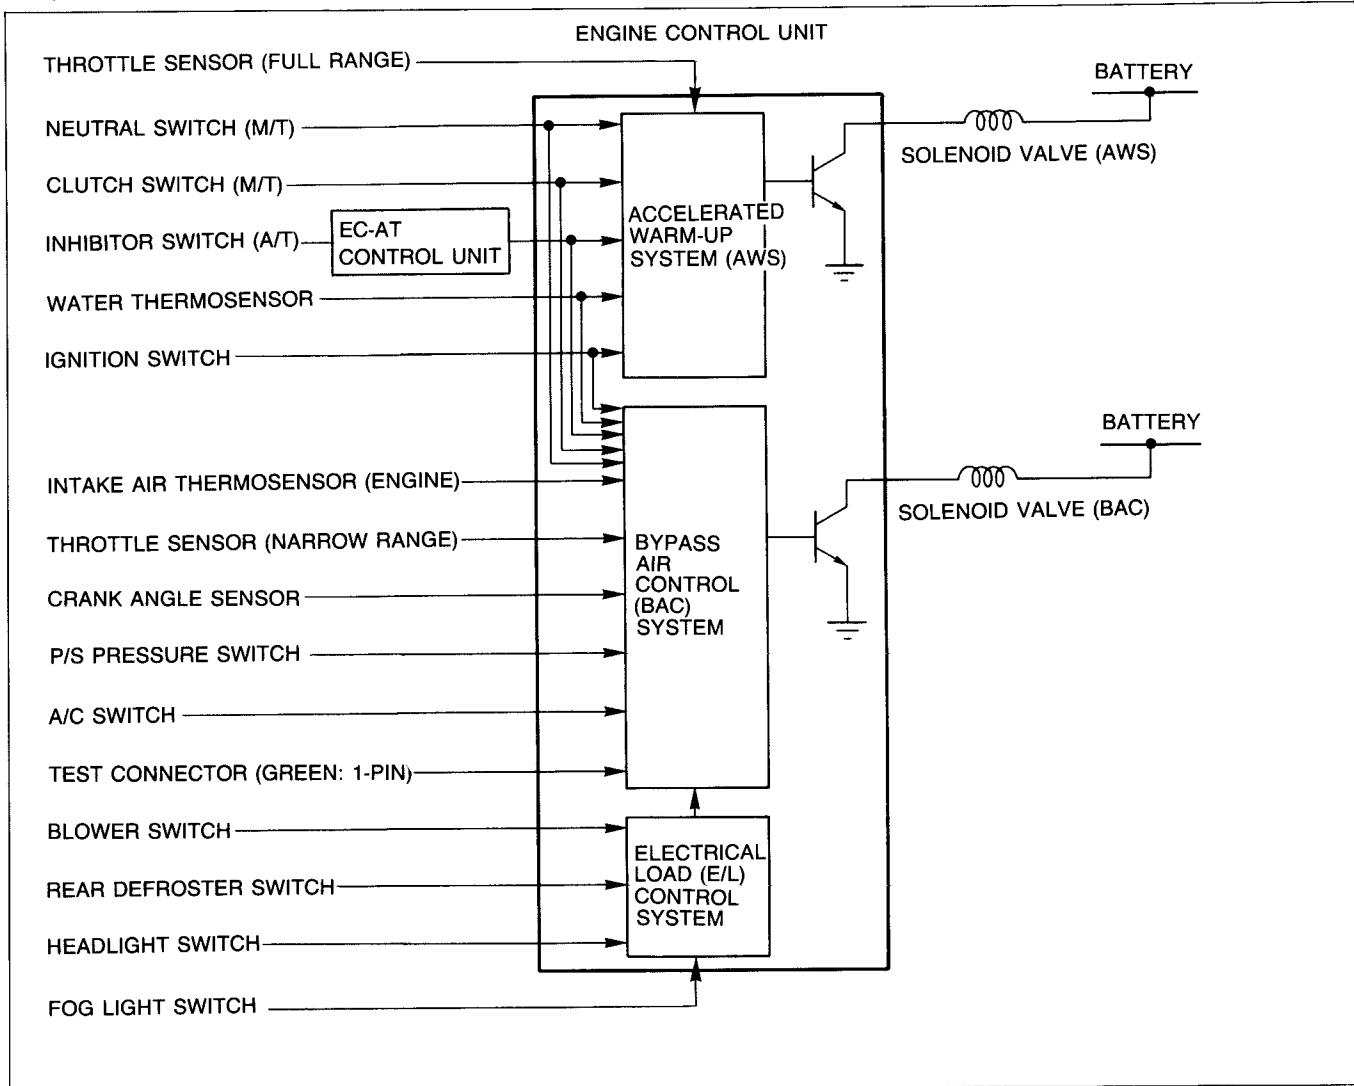 ENGINE CONTROL UNIT
THROTTLE SENSOR (FULL RANGE)
BATTERY
NEUTRAL SWITCH (M/T)
SOLENOID VALVE (AWS)
CLUTCH SWITCH (M/T)
ACCELERATED
WARM-UP
SYSTEM (AWS)
INHIBITOR SWITCH (A/T)
EC-AT
CONTROL UNIT
WATER THERMOSENSOR
IGNITION SWITCH
BATTERY
INTAKE AIR THERMOSENSOR (ENGINE)
SOLENOID VALVE (BAC)
THROTTLE SENSOR (NARROW RANGE)
BYPASS
AIR
CONTROL
(BAC)
SYSTEM
CRANK ANGLE SENSOR
P/S PRESSURE SWITCH
A/C SWITCH
TEST CONNECTOR (GREEN: 1-PIN)
BLOWER SWITCH
ELECTRICAL
LOAD (E/L)
CONTROL
SYSTEM
REAR DEFROSTER SWITCH
HEADLIGHT SWITCH
FOG LIGHT SWITCH